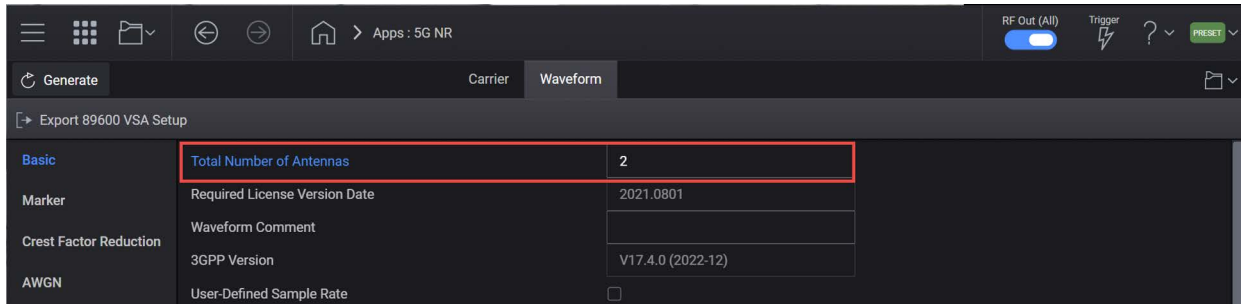 Apps : 5G NR
RF Out (All)
Trigger
?
PRESET
Generate
Carrier
Waveform
Export 89600 VSA Setup
Basic
Total Number of Antennas
2
Marker
Required License Version Date
2021.0801
Waveform Comment
Crest Factor Reduction
3GPP Version
V17.4.0 (2022-12)
AWGN
User-Defined Sample Rate